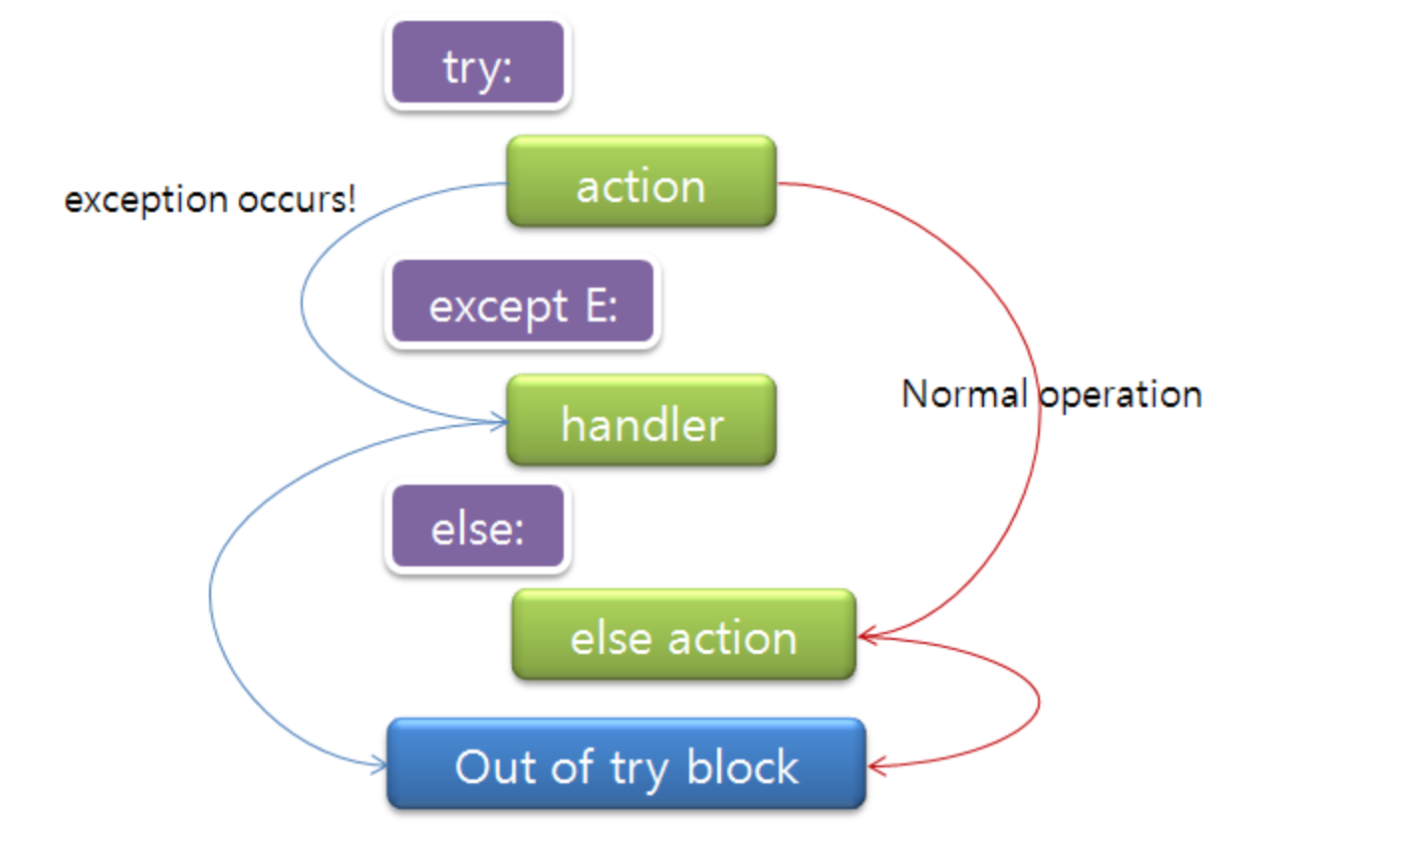 try:
action
exception occurs!
except E:
Normal operation
handler
else:
else action
Out of try block